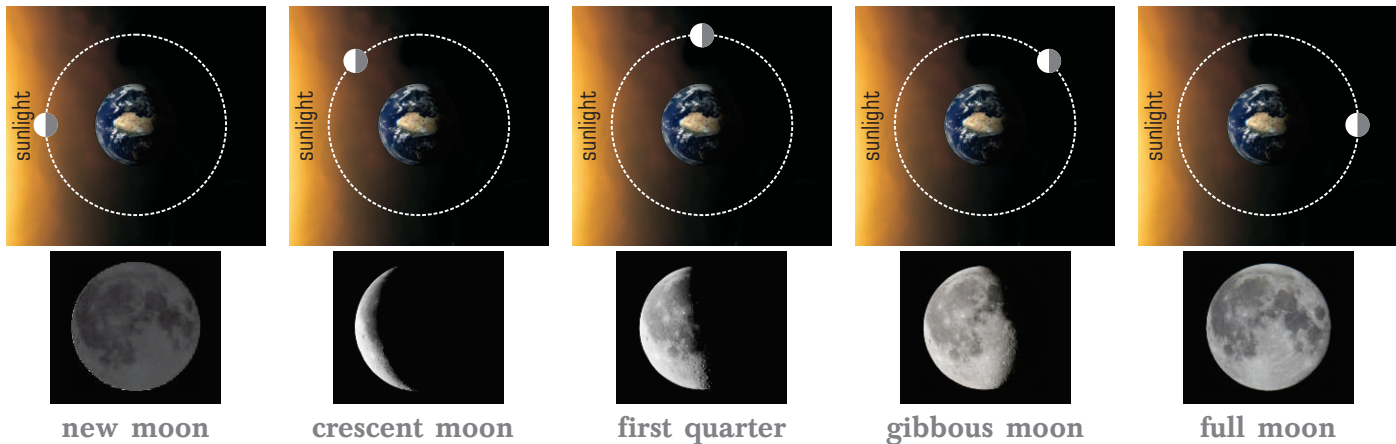 sunlight
sunlight
sunlight
sunlight
sunlight
new moon
crescent moon
first quarter
gibbous moon
full moon